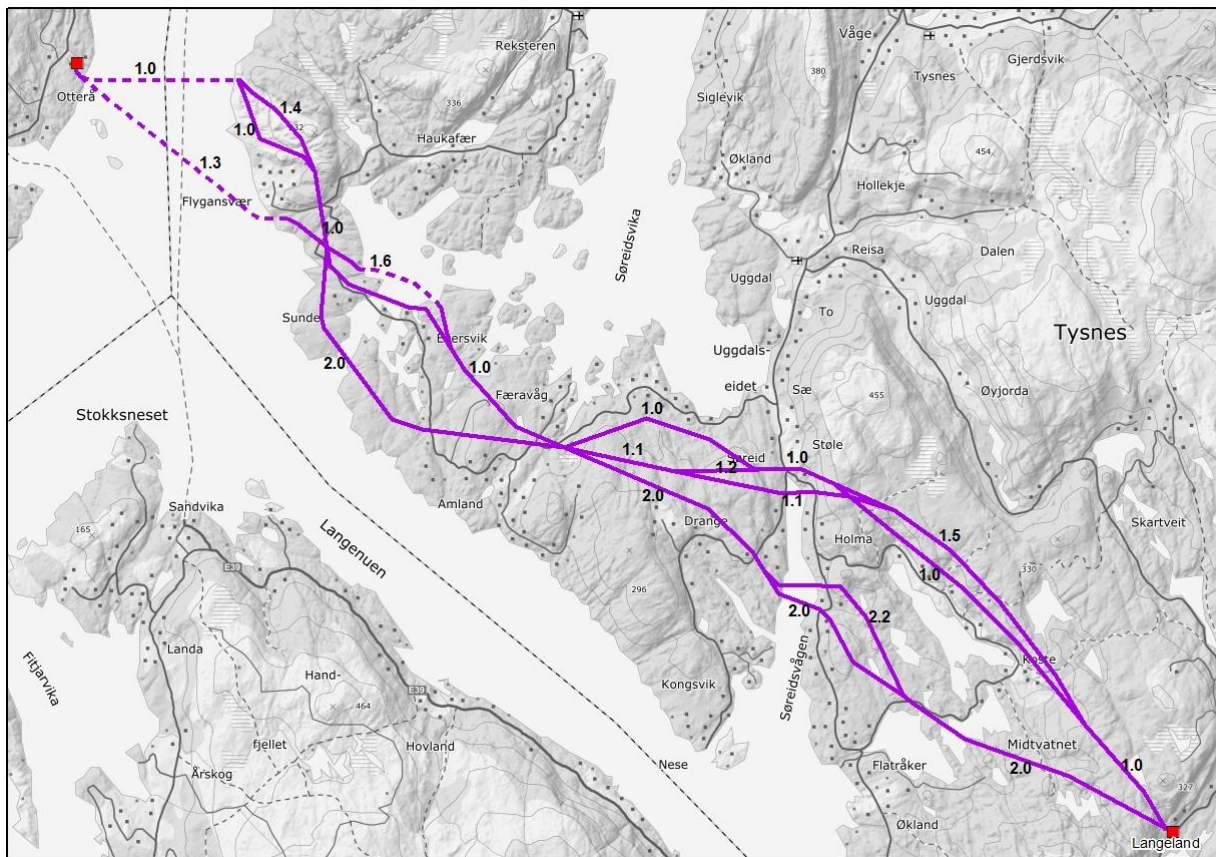 Våge
Reksteren
Gjerdsvik
1.0
Tysnes
380
Otterå
Siglevik
336
1.4
1.0
Haukafær
454
Økland
1.3
Hollekje
Flygansvær
Søreidsvika
1.0
Reisa
Dalen
1.6
Uggdal
Uggdal
To
Sunde
Tysnes
Uggdals-
2.0
1.0
eidet
Sæ
455
Øyjorda
Færavåg
Stokksneset
1.0
Støle
1.1
1.0
1.2
2.0
1.1
Amland
Sandvika
165
Drange
Skartveit
Holma
1.5
Langenuen
E39
1.0
330
296
2.0
2.2
Landa
Koste
Fitjarvika
Hand-
Kongsvik
Søreidsvågen
E39
464
fjellet
Hovland
Midtvatnet
Nese
Flatråker
2.0
1.0
Årskog
327
Økland
Langeland